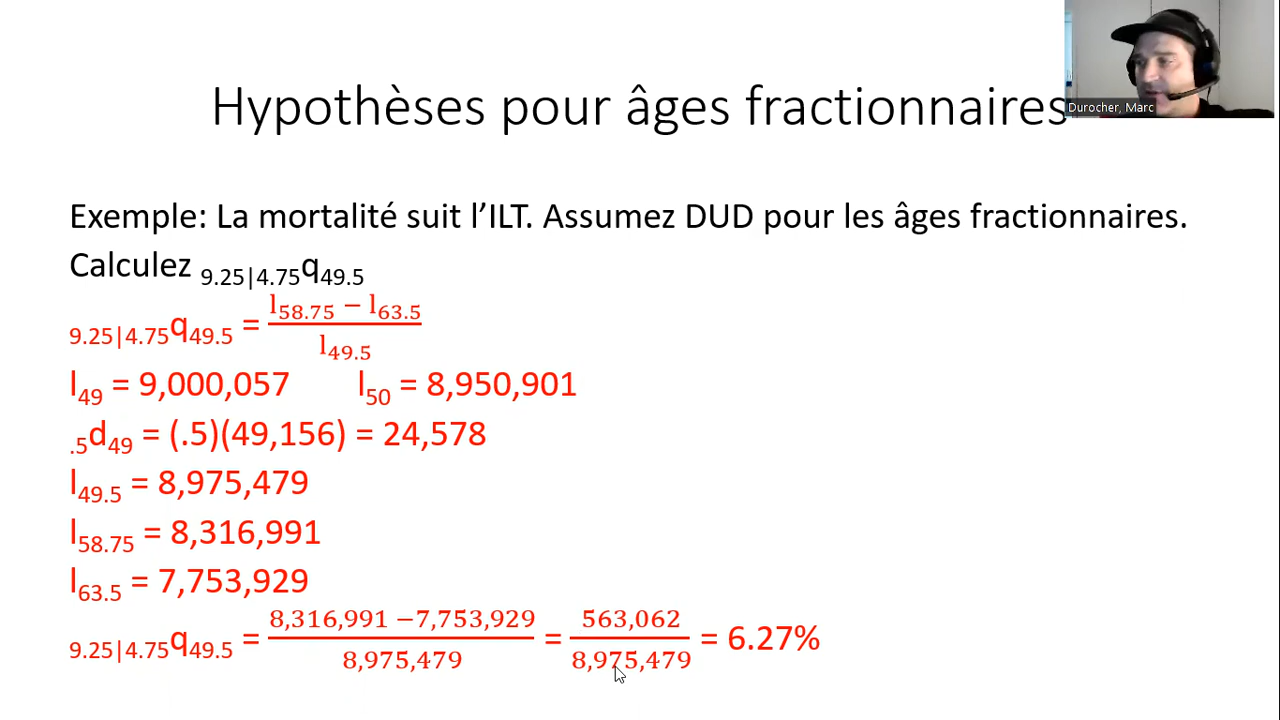 Hypothèses pour âges fractionnaires
Durocher, Marc
Exemple: La mortalité suit l’ILT. Assumez DUD pour les âges fractionnaires.
Calculez 9.25|4.75q49.5
9.25|4.75q49.5 = (l58.75 − l63.5) / l49.5
l49 = 9,000,057 l50 = 8,950,901
.5d49 = (.5)(49,156) = 24,578
l49.5 = 8,975,479
l58.75 = 8,316,991
l63.5 = 7,753,929
9.25|4.75q49.5 = (8,316,991 −7,753,929) / 8,975,479 = 563,062 / 8,975,479 = 6.27%